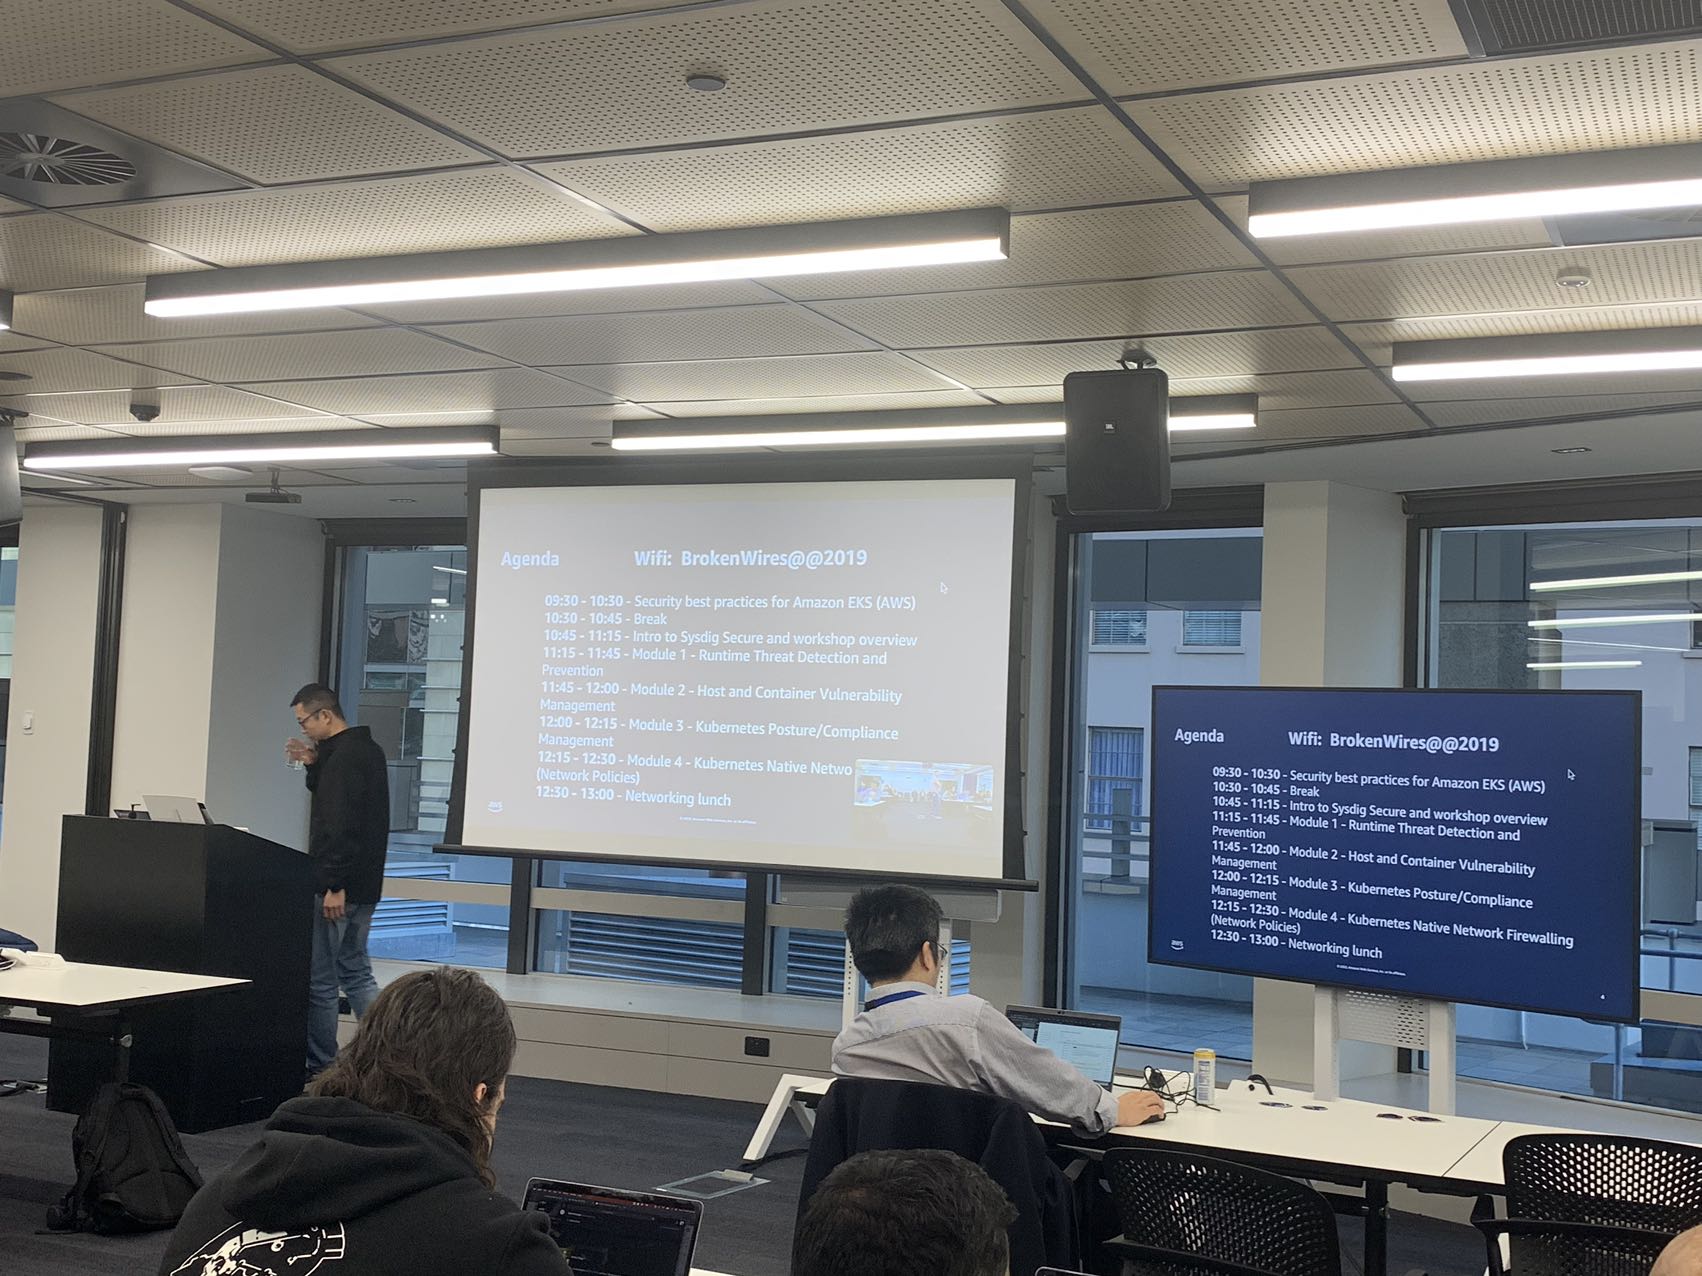 Agenda
Wifi: BrokenWires@@2019
09:30 - 10:30 - Security best practices for Amazon EKS (AWS)
10:30 - 10:45 - Break
10:45 - 11:15 - Intro to Sysdig Secure and workshop overview
11:15 - 11:45 - Module 1 - Runtime Threat Detection and
Prevention
11:45 - 12:00 - Module 2 - Host and Container Vulnerability
Management
12:00 - 12:15 - Module 3 - Kubernetes Posture/Compliance
Management
12:15 - 12:30 - Module 4 - Kubernetes Native Netwo
(Network Policies)
12:30 - 13:00 - Networking lunch
aws
JBL
Agenda
Wifi: BrokenWires@@2019
09:30 - 10:30 - Security best practices for Amazon EKS (AWS)
10:30 - 10:45 - Break
10:45 - 11:15 - Intro to Sysdig Secure and workshop overview
11:15 - 11:45 - Module 1 - Runtime Threat Detection and
Prevention
11:45 - 12:00 - Module 2 - Host and Container Vulnerability
Management
12:00 - 12:15 - Module 3 - Kubernetes Posture/Compliance
Management
12:15 - 12:30 - Module 4 - Kubernetes Native Network Firewalling
(Network Policies)
12:30 - 13:00 - Networking lunch
aws
4